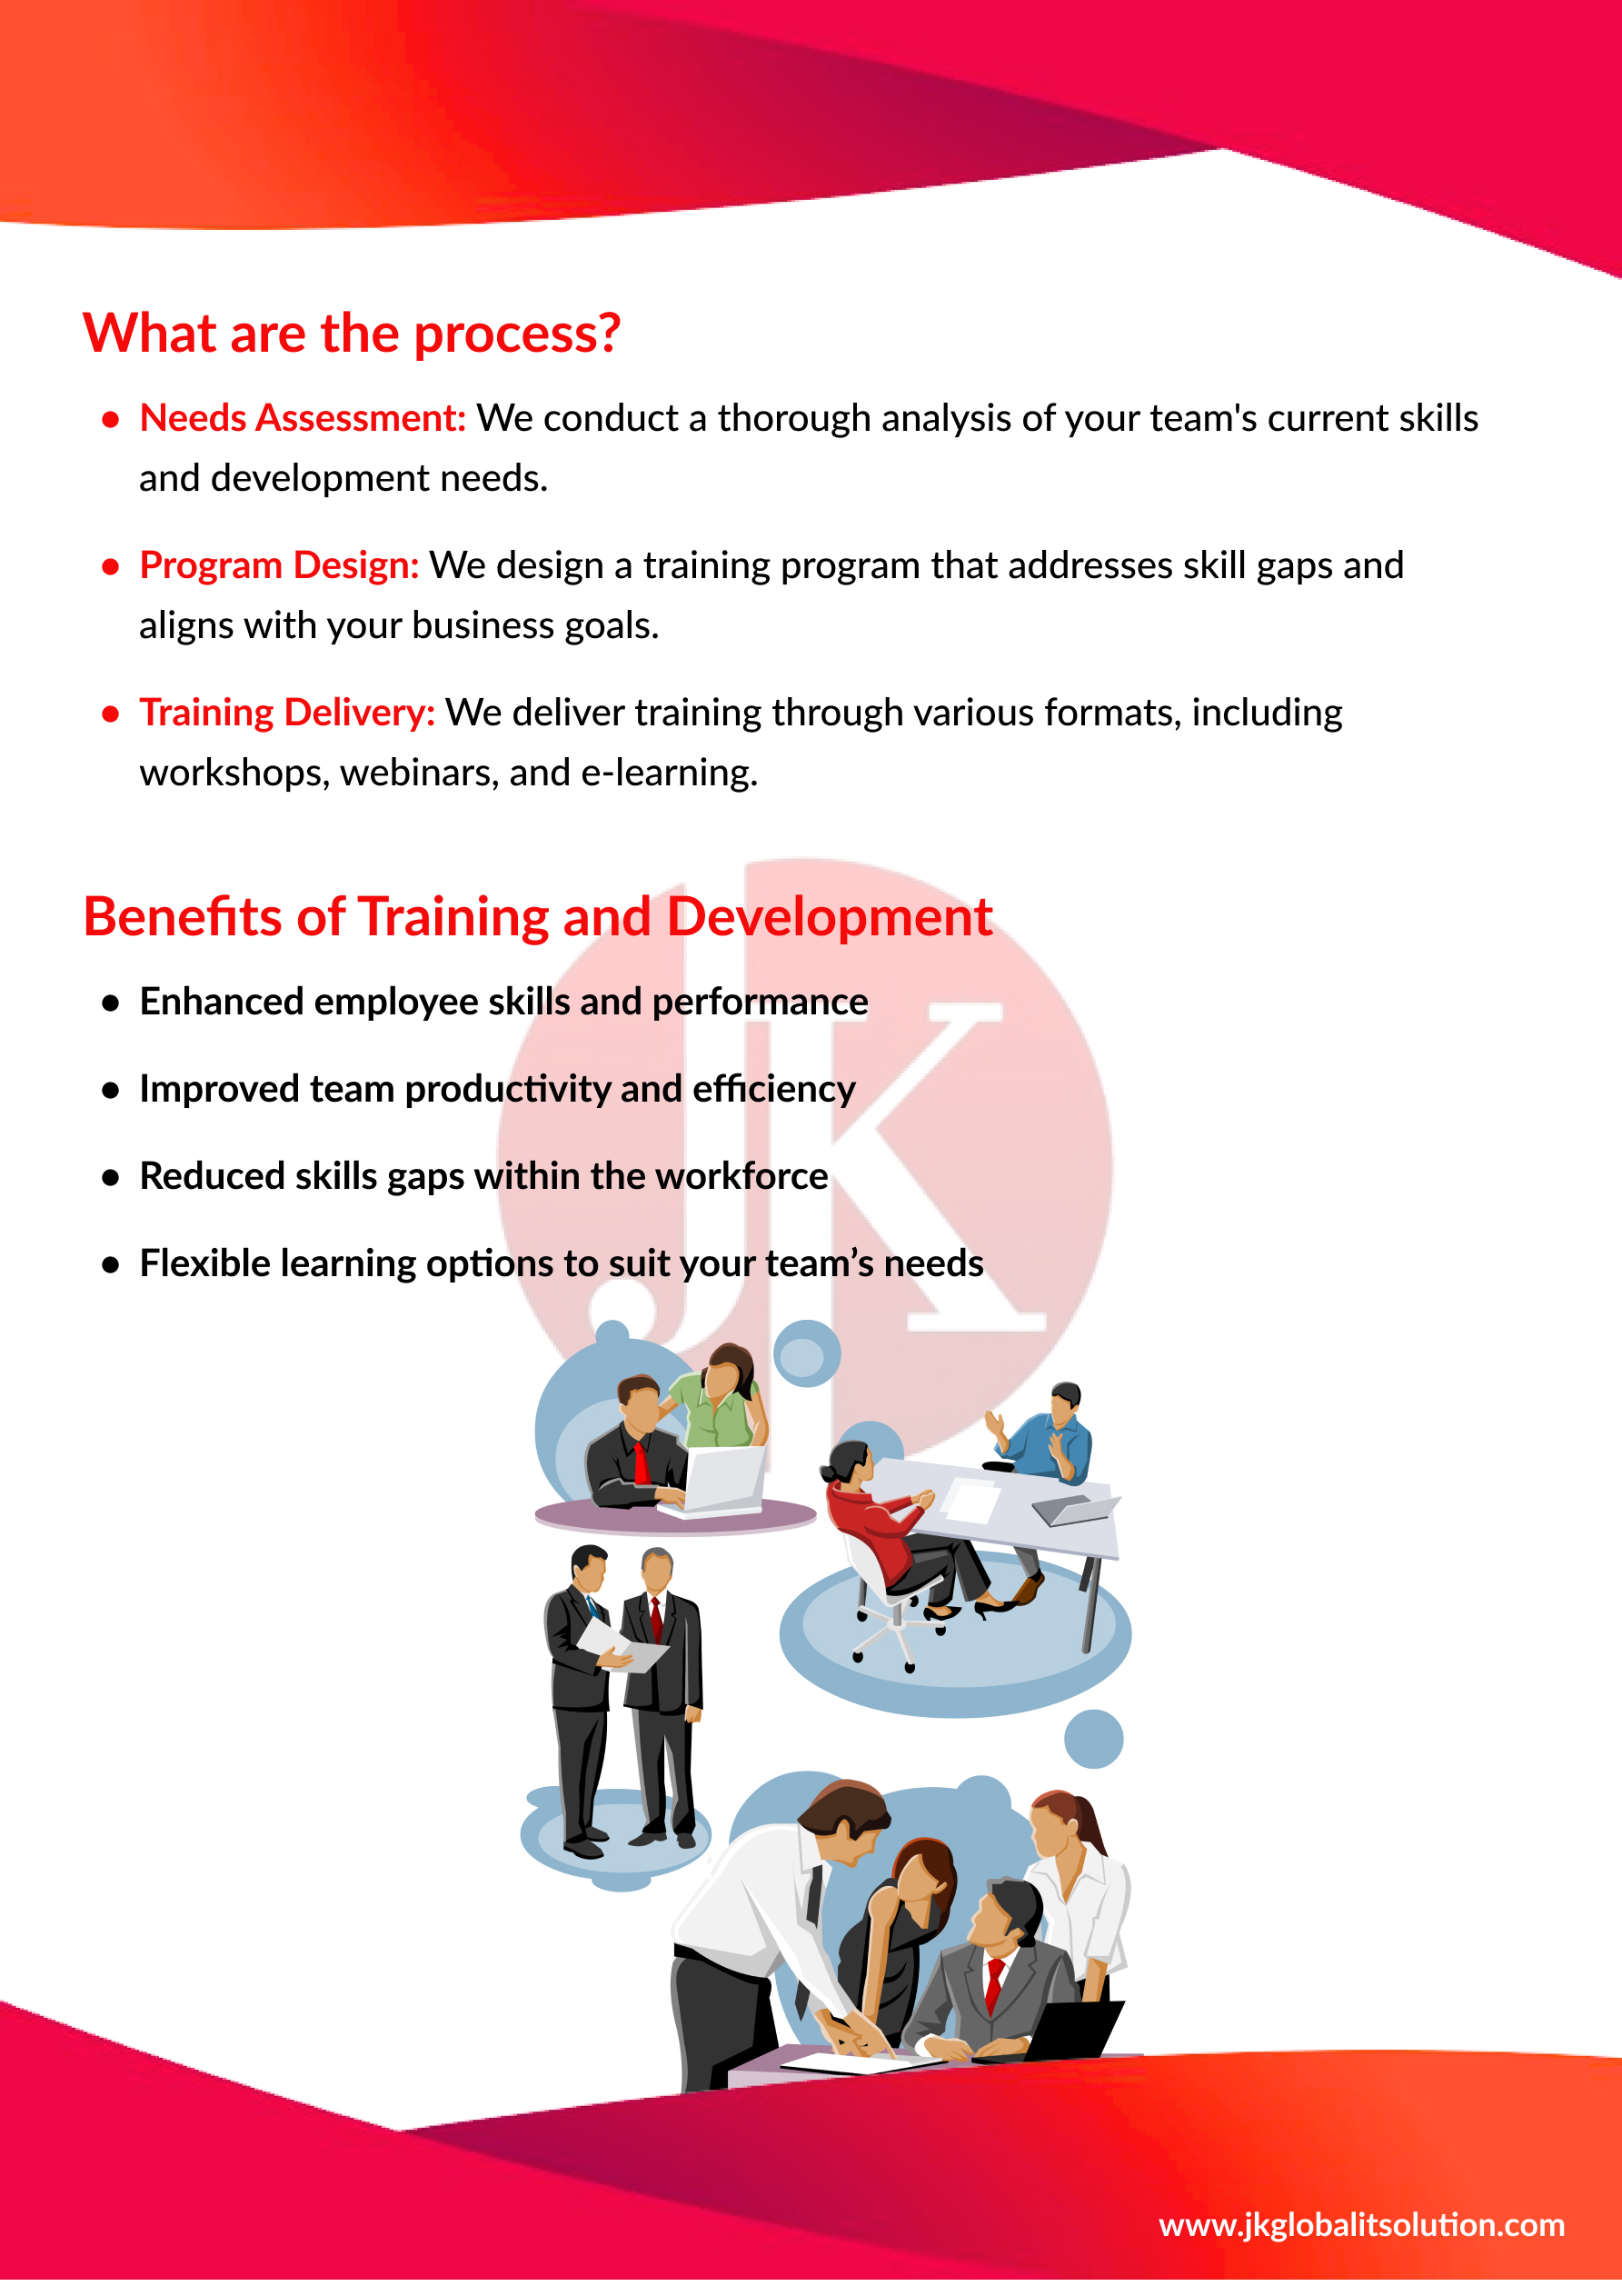 What are the process?
● Needs Assessment: We conduct a thorough analysis of your team's current skills
and development needs.
● Program Design: We design a training program that addresses skill gaps and
aligns with your business goals.
● Training Delivery: We deliver training through various formats, including
workshops, webinars, and e-learning.
Benefits of Training and Development
● Enhanced employee skills and performance
● Improved team productivity and efficiency
● Reduced skills gaps within the workforce
● Flexible learning options to suit your team’s needs
JK
www.jkglobalitsolution.com